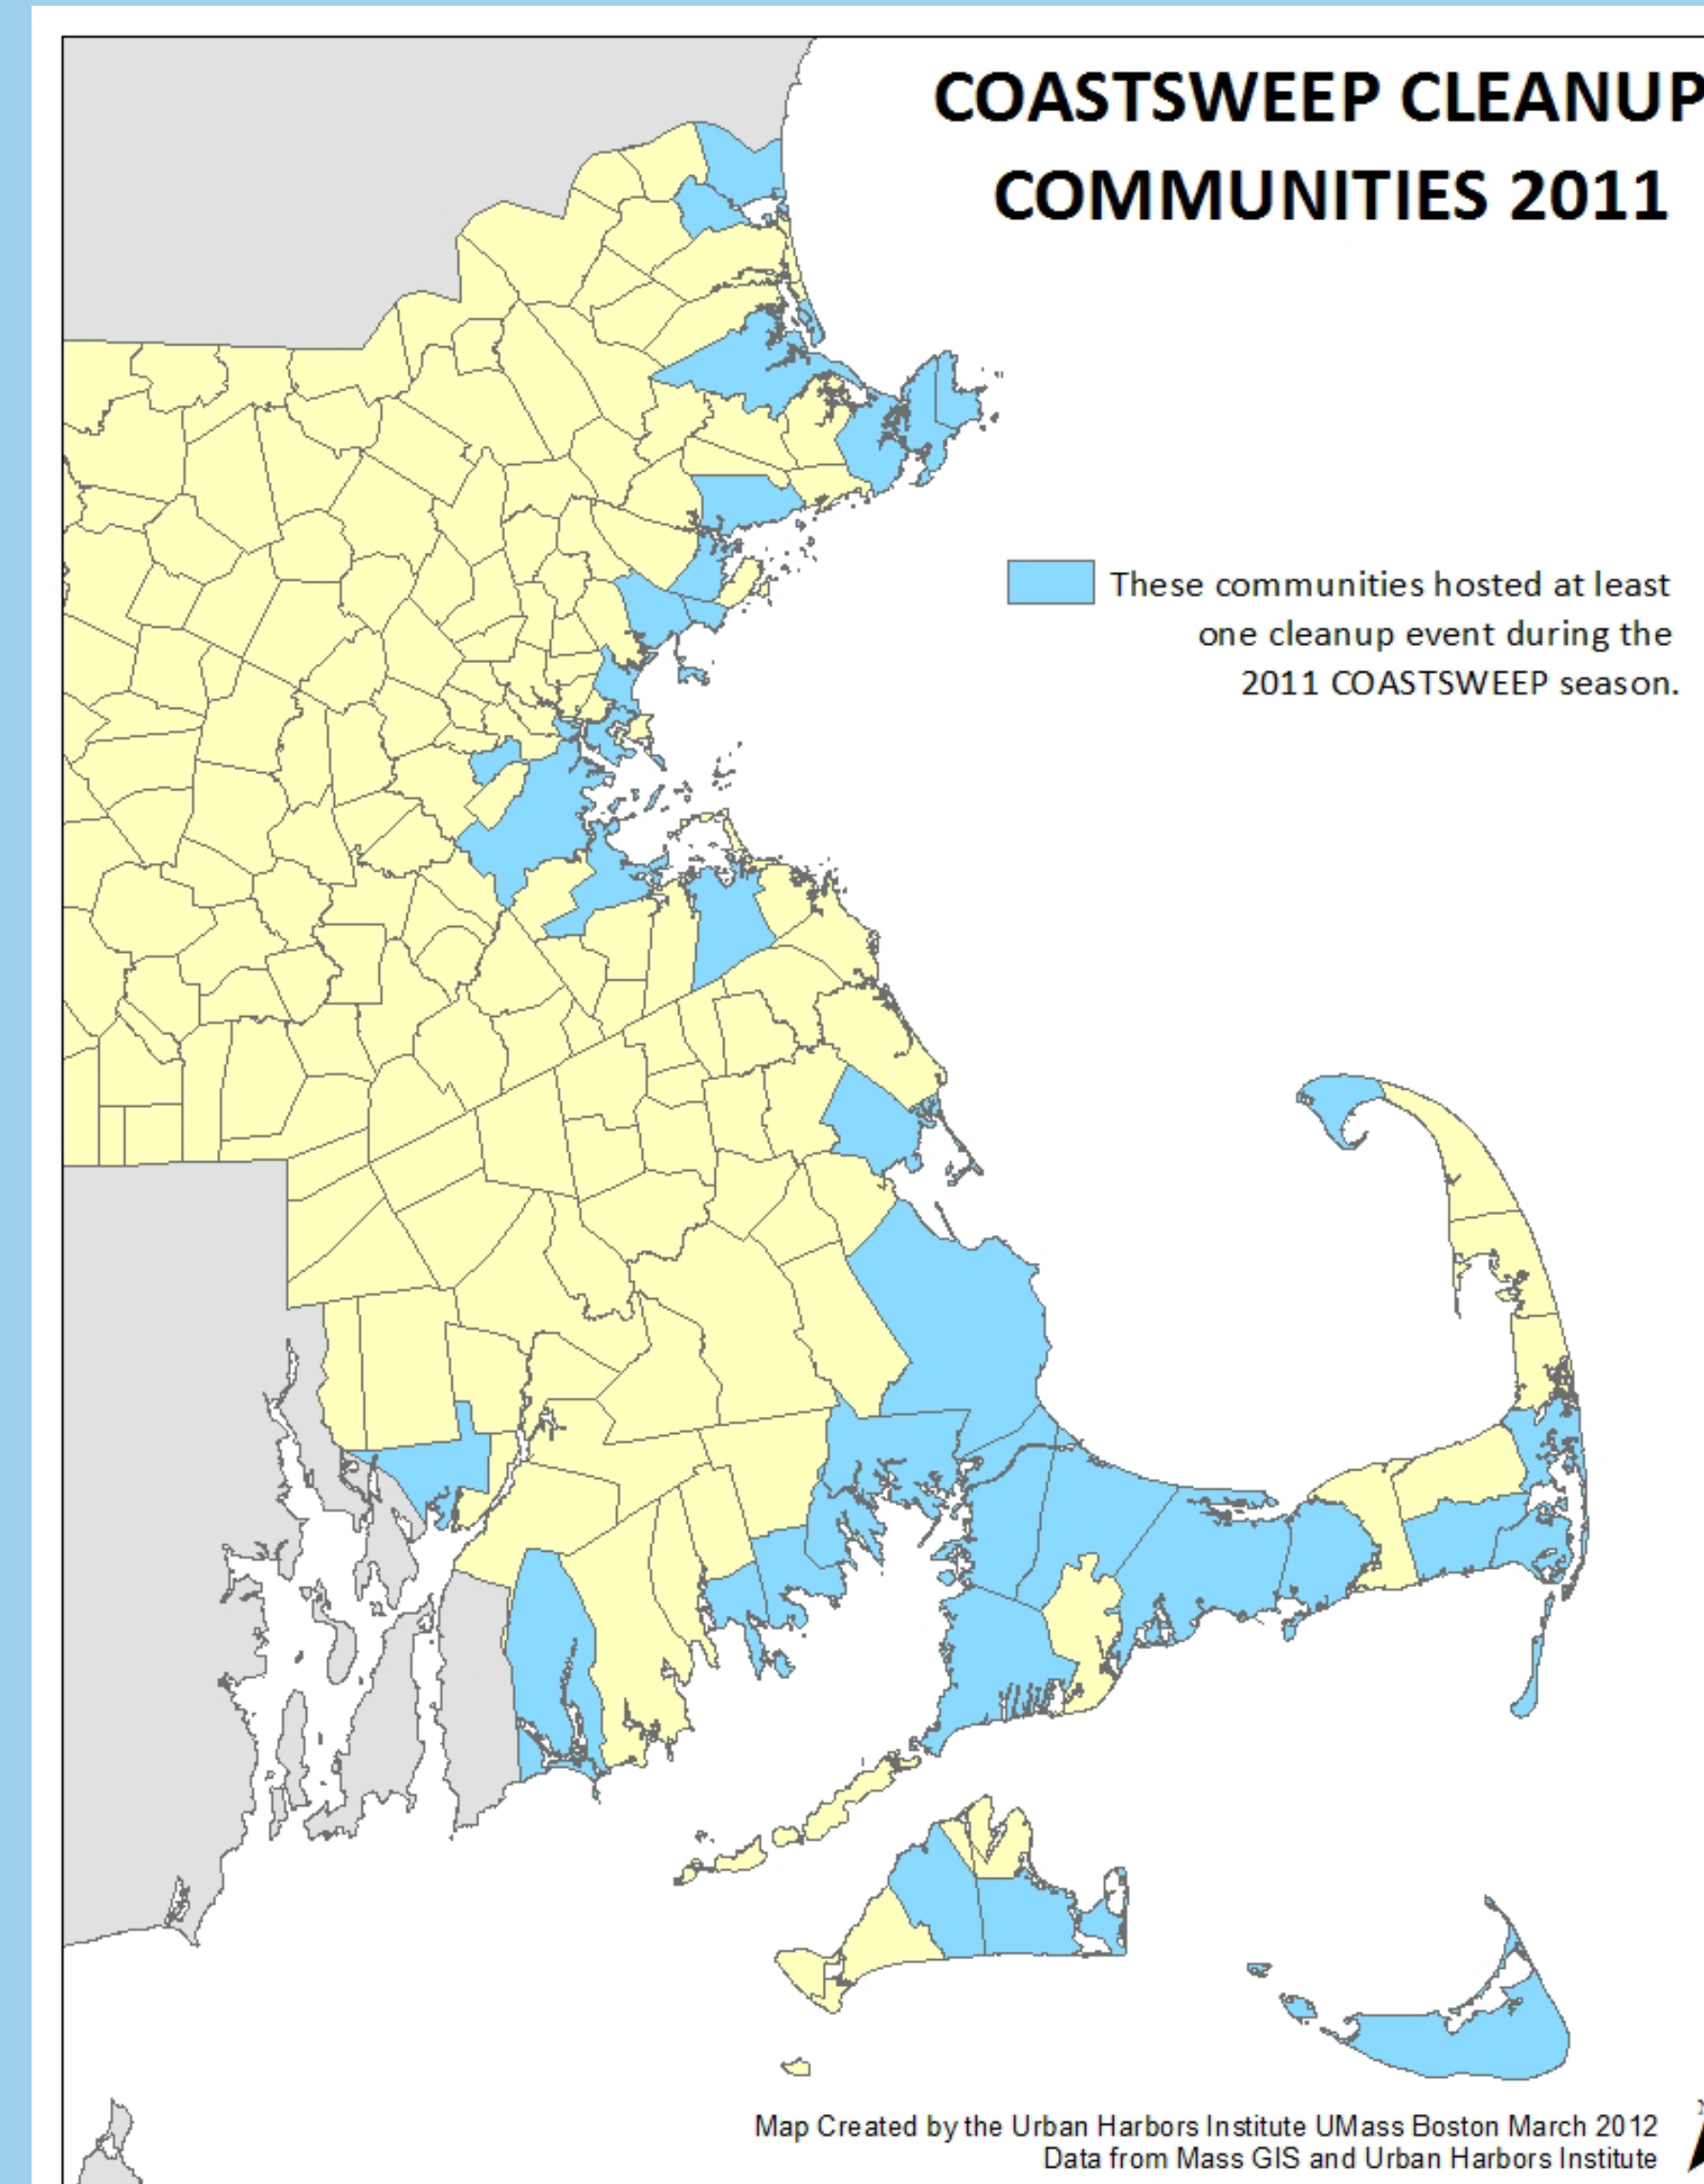 COASTSWEEP CLEANUP
COMMUNITIES 2011
These communities hosted at least
one cleanup event during the
2011 COASTSWEEP season.
Map Created by the Urban Harbors Institute UMass Boston March 2012
Data from Mass GIS and Urban Harbors Institute